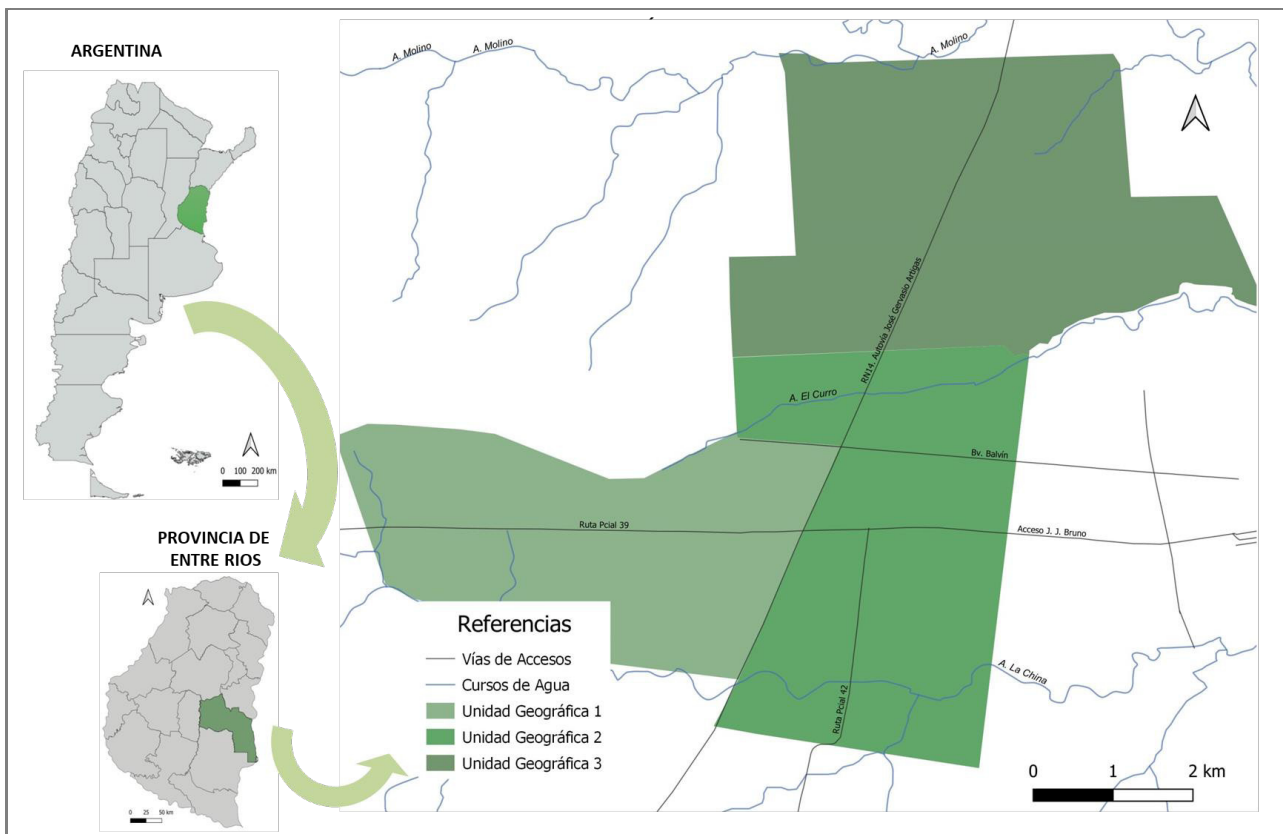 ARGENTINA
0 100 200 km
PROVINCIA DE
ENTRE RIOS
0 25 50 km
A. Molino
A. Molino
A. Molino
RN14. Autovía José Gervasio Artigas
A. El Curro
Bv. Balvín
Ruta Pcial 39
Acceso J. J. Bruno
A. La China
Ruta Pcial 42
Referencias
Vías de Accesos
Cursos de Agua
Unidad Geográfica 1
Unidad Geográfica 2
Unidad Geográfica 3
0 1 2 km